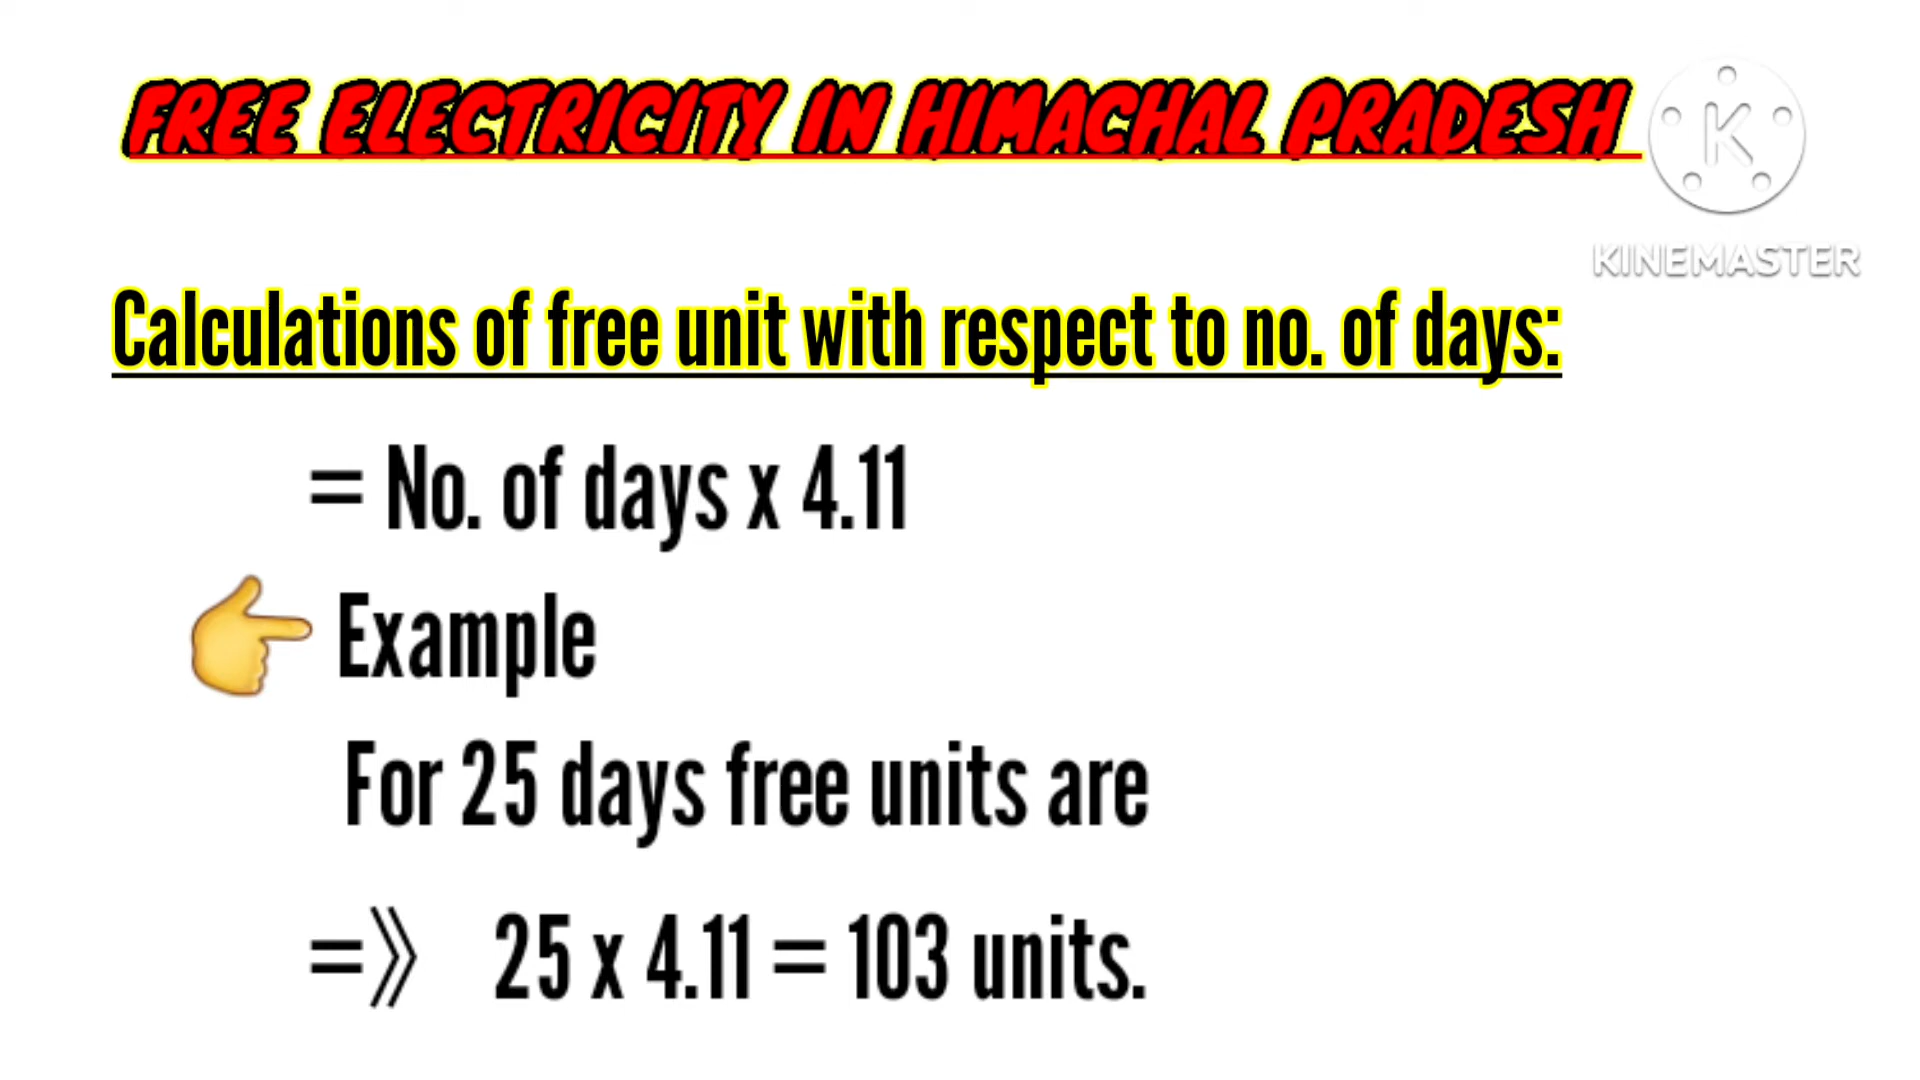 FREE ELECTRICITY IN HIMACHAL PRADESH
K
KINEMASTER
Calculations of free unit with respect to no. of days:
= No. of days x 4.11
👉 Example
For 25 days free units are
=》 25 x 4.11 = 103 units.